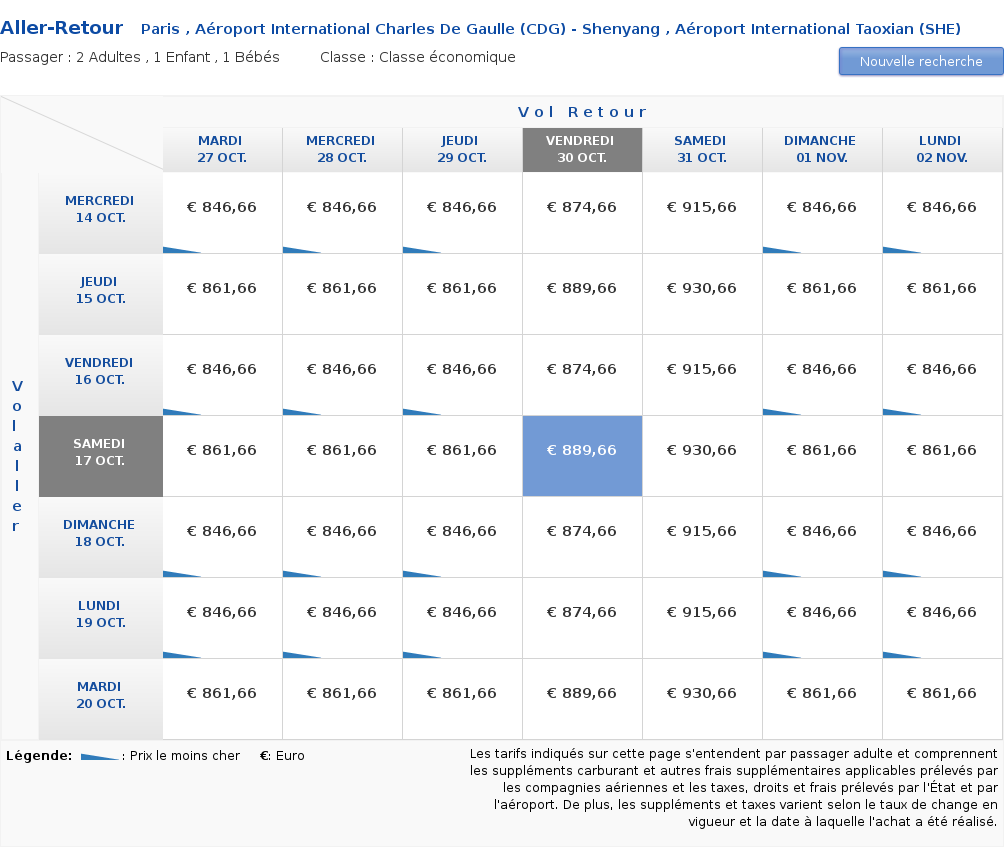 Aller-Retour Paris , Aéroport International Charles De Gaulle (CDG) - Shenyang , Aéroport International Taoxian (SHE)
Passager : 2 Adultes , 1 Enfant , 1 Bébés Classe : Classe économique
Nouvelle recherche
Vol Retour
MARDI MERCREDI JEUDI VENDREDI SAMEDI DIMANCHE LUNDI
27 OCT. 28 OCT. 29 OCT. 30 OCT. 31 OCT. 01 NOV. 02 NOV.
Vol aller
MERCREDI
14 OCT.
€ 846,66 € 846,66 € 846,66 € 874,66 € 915,66 € 846,66 € 846,66
JEUDI
15 OCT.
€ 861,66 € 861,66 € 861,66 € 889,66 € 930,66 € 861,66 € 861,66
VENDREDI
16 OCT.
€ 846,66 € 846,66 € 846,66 € 874,66 € 915,66 € 846,66 € 846,66
SAMEDI
17 OCT.
€ 861,66 € 861,66 € 861,66 € 889,66 € 930,66 € 861,66 € 861,66
DIMANCHE
18 OCT.
€ 846,66 € 846,66 € 846,66 € 874,66 € 915,66 € 846,66 € 846,66
LUNDI
19 OCT.
€ 846,66 € 846,66 € 846,66 € 874,66 € 915,66 € 846,66 € 846,66
MARDI
20 OCT.
€ 861,66 € 861,66 € 861,66 € 889,66 € 930,66 € 861,66 € 861,66
Légende: : Prix le moins cher €: Euro
Les tarifs indiqués sur cette page s'entendent par passager adulte et comprennent
les suppléments carburant et autres frais supplémentaires applicables prélevés par
les compagnies aériennes et les taxes, droits et frais prélevés par l'État et par
l'aéroport. De plus, les suppléments et taxes varient selon le taux de change en
vigueur et la date à laquelle l'achat a été réalisé.